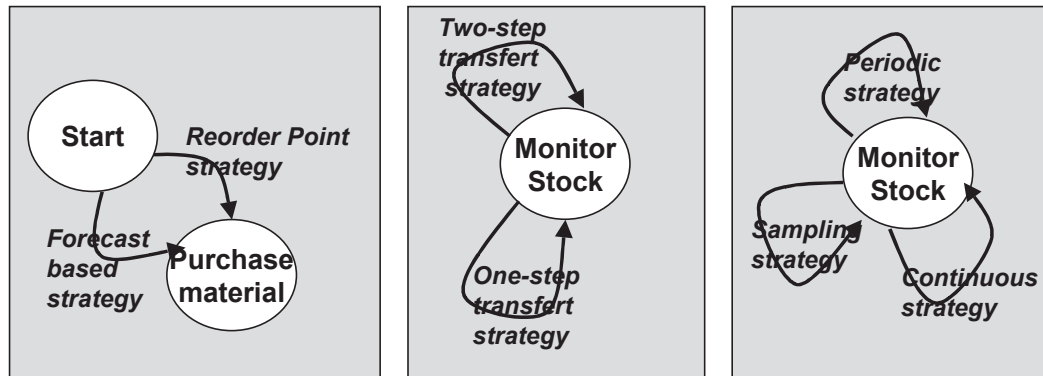 Start
Reorder Point
strategy
Forecast
based
strategy
Purchase
material
Two-step
transfert
strategy
Monitor
Stock
One-step
transfert
strategy
Periodic
strategy
Monitor
Stock
Sampling
strategy
Continuous
strategy